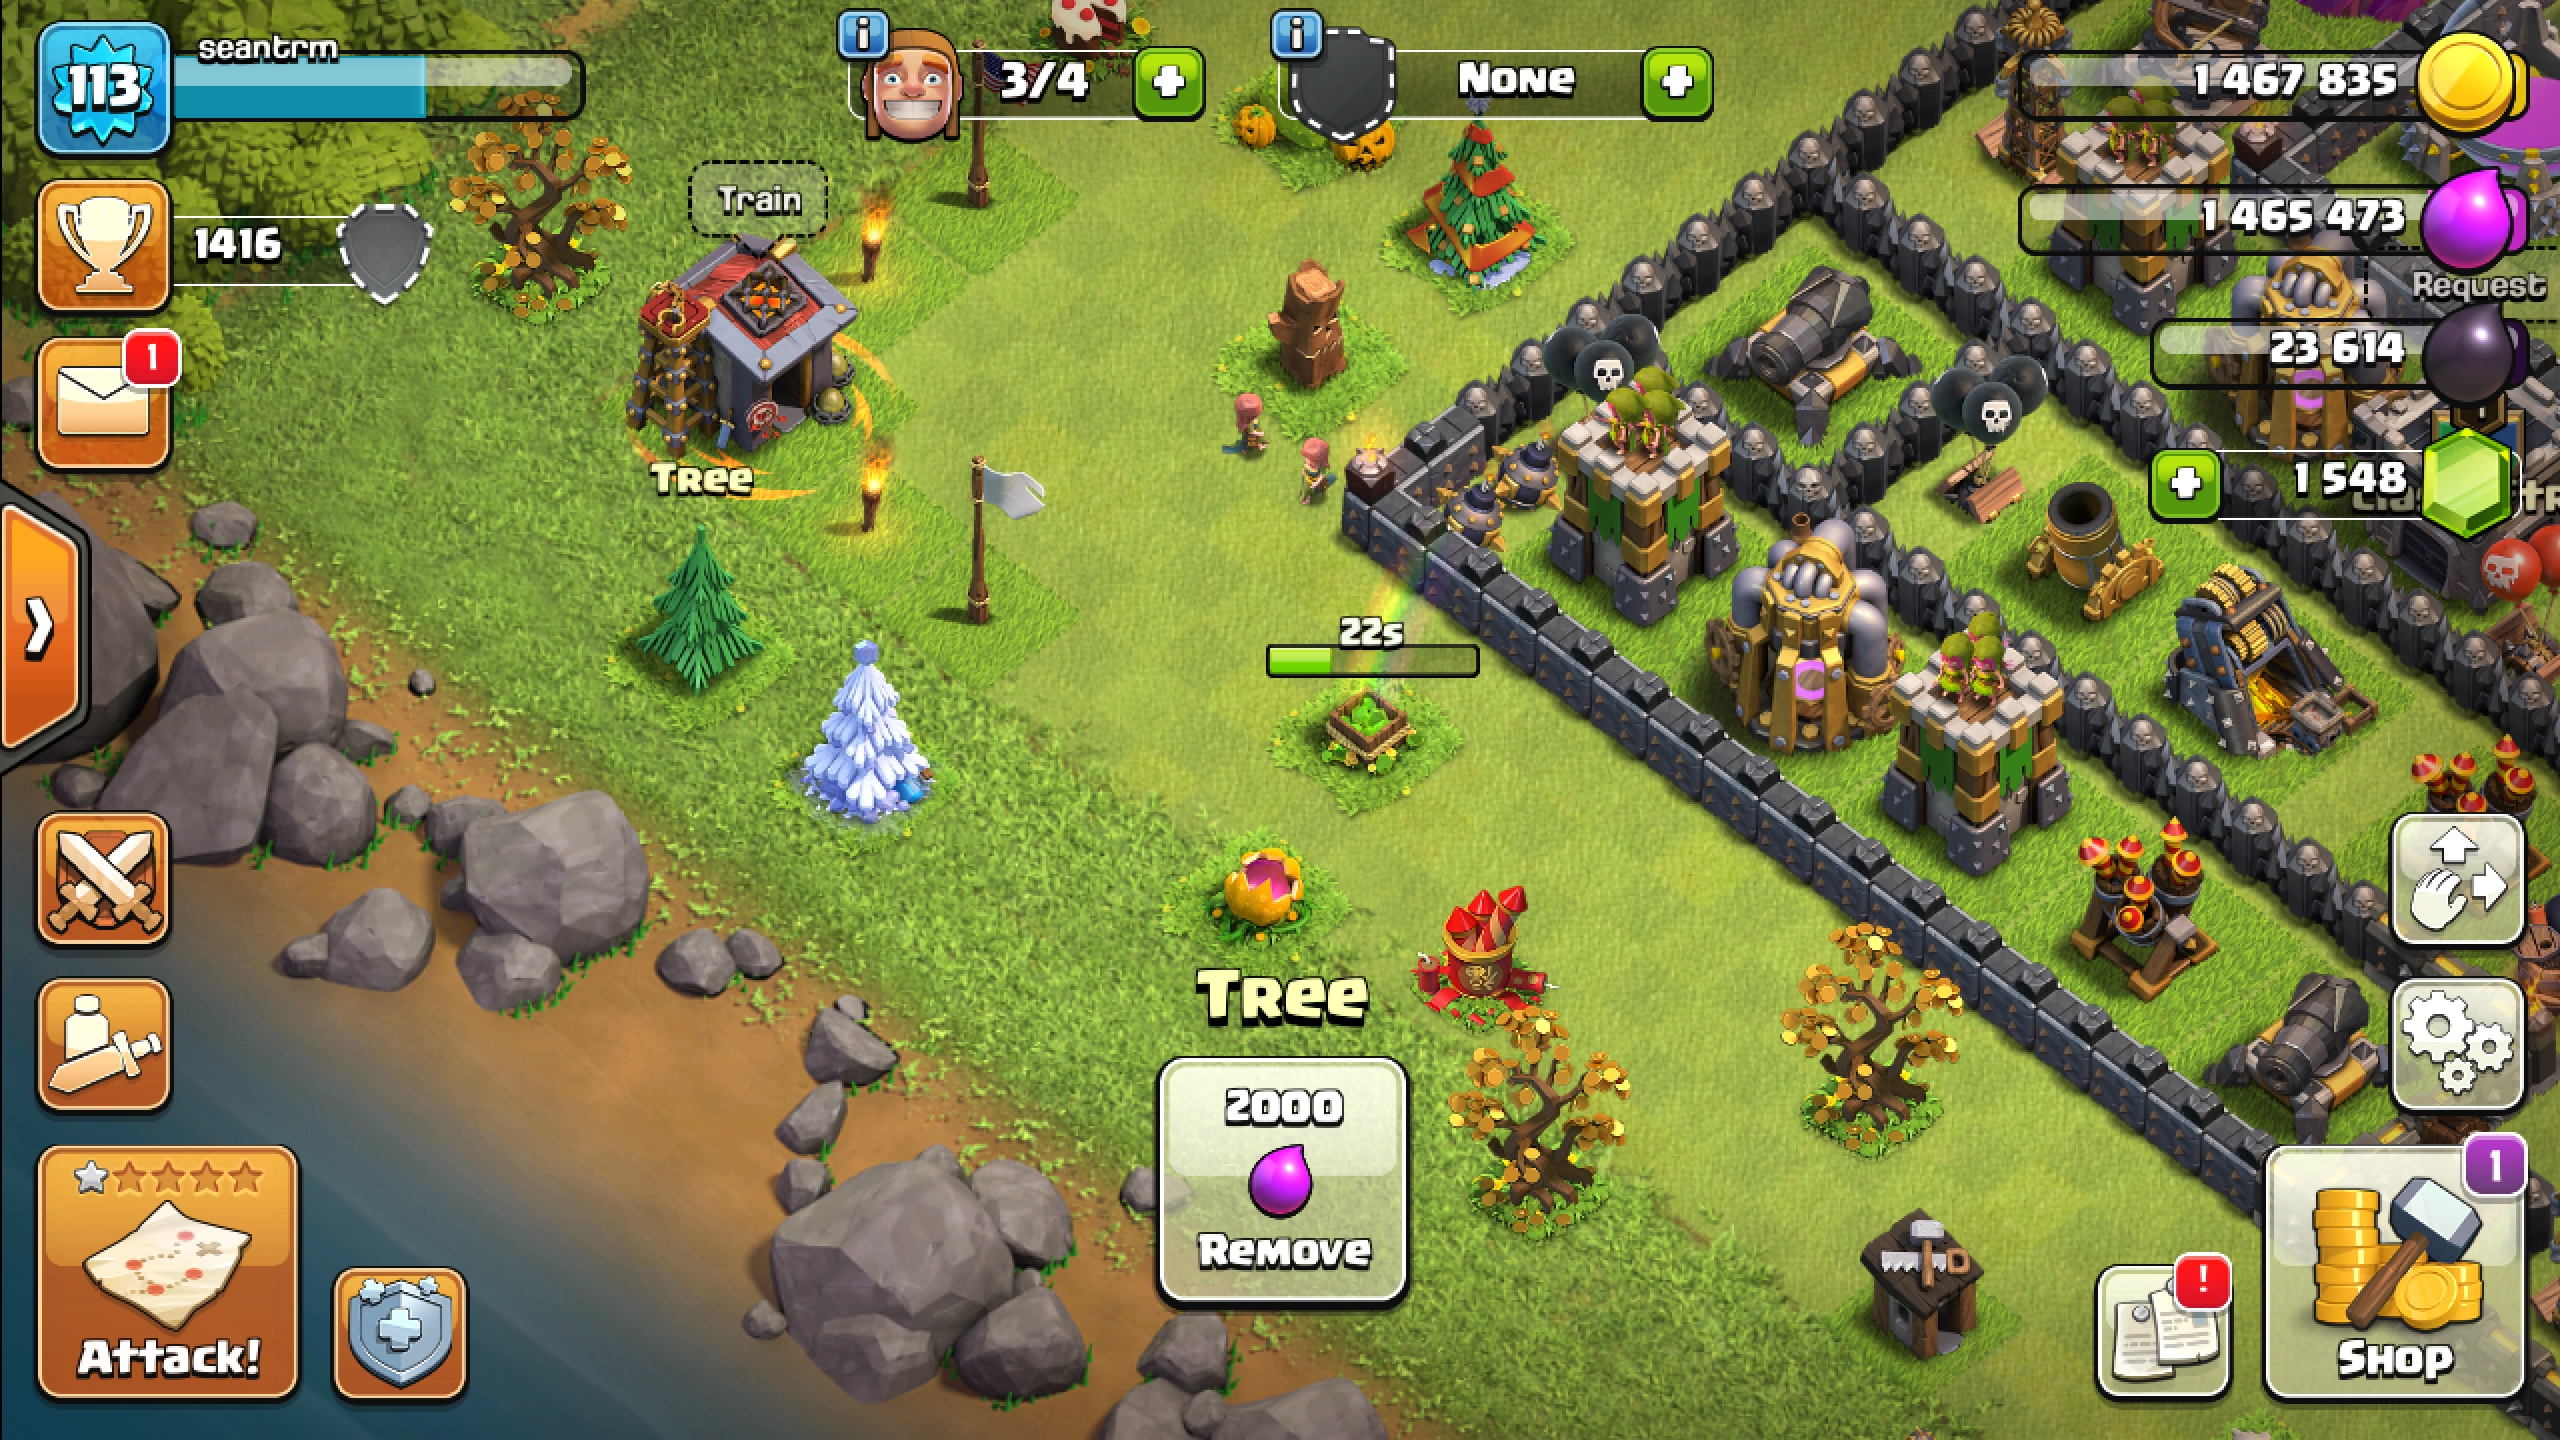 113
seantrm
3/4
None
1 467 835
1416
Train
1 465 473
Request
1
23 614
Tree
1 548
22s
Tree
2000
Remove
Attack!
1
!
Shop